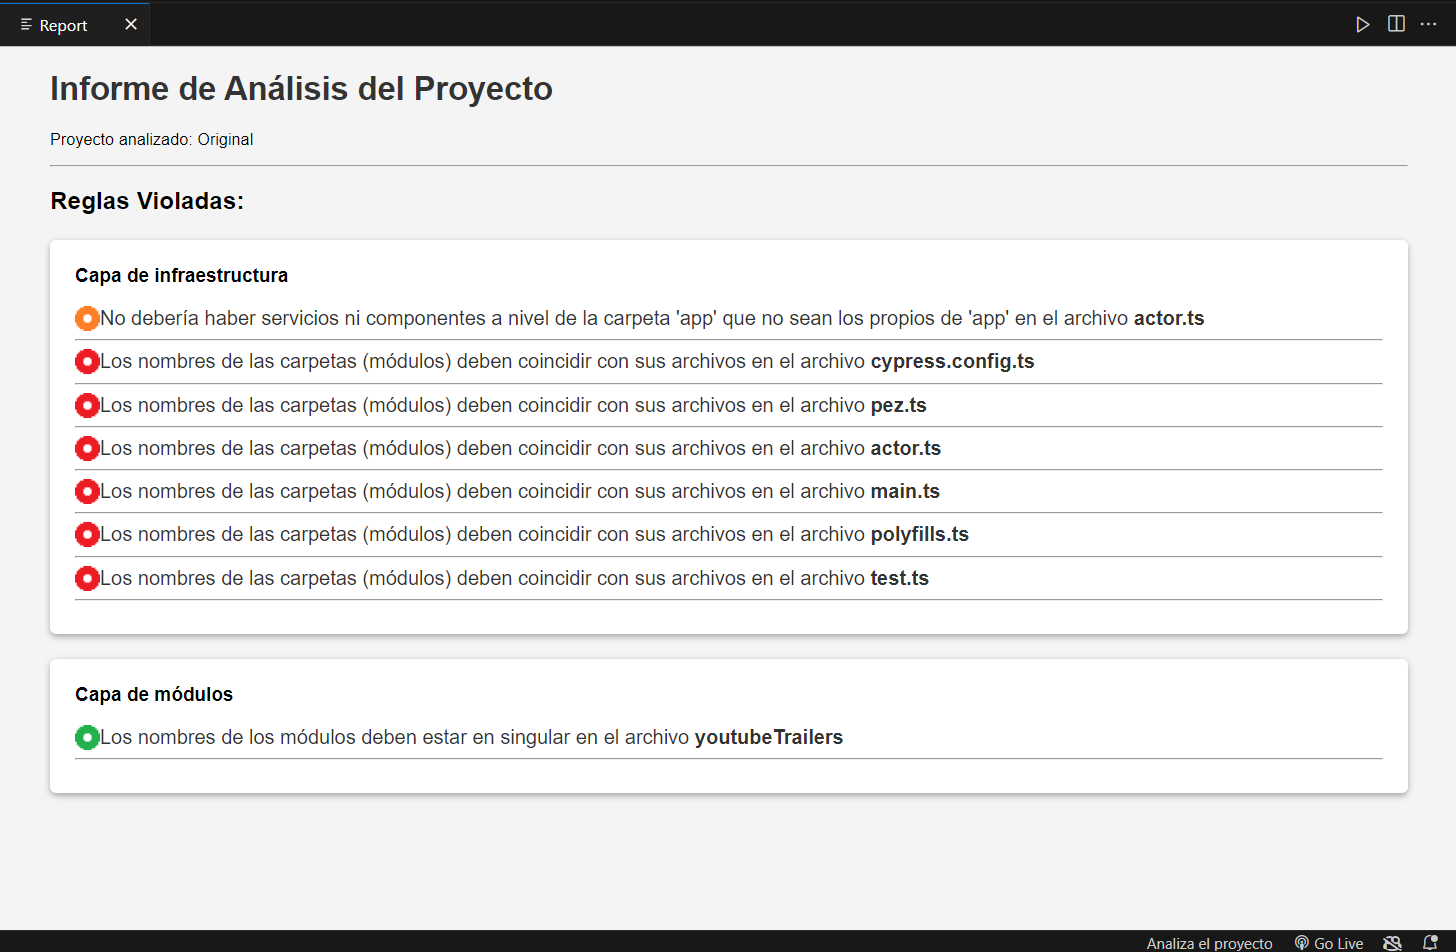 Report
Informe de Análisis del Proyecto
Proyecto analizado: Original
Reglas Violadas:
Capa de infraestructura
No debería haber servicios ni componentes a nivel de la carpeta 'app' que no sean los propios de 'app' en el archivo actor.ts
Los nombres de las carpetas (módulos) deben coincidir con sus archivos en el archivo cypress.config.ts
Los nombres de las carpetas (módulos) deben coincidir con sus archivos en el archivo pez.ts
Los nombres de las carpetas (módulos) deben coincidir con sus archivos en el archivo actor.ts
Los nombres de las carpetas (módulos) deben coincidir con sus archivos en el archivo main.ts
Los nombres de las carpetas (módulos) deben coincidir con sus archivos en el archivo polyfills.ts
Los nombres de las carpetas (módulos) deben coincidir con sus archivos en el archivo test.ts
Capa de módulos
Los nombres de los módulos deben estar en singular en el archivo youtubeTrailers
Analiza el proyecto Go Live